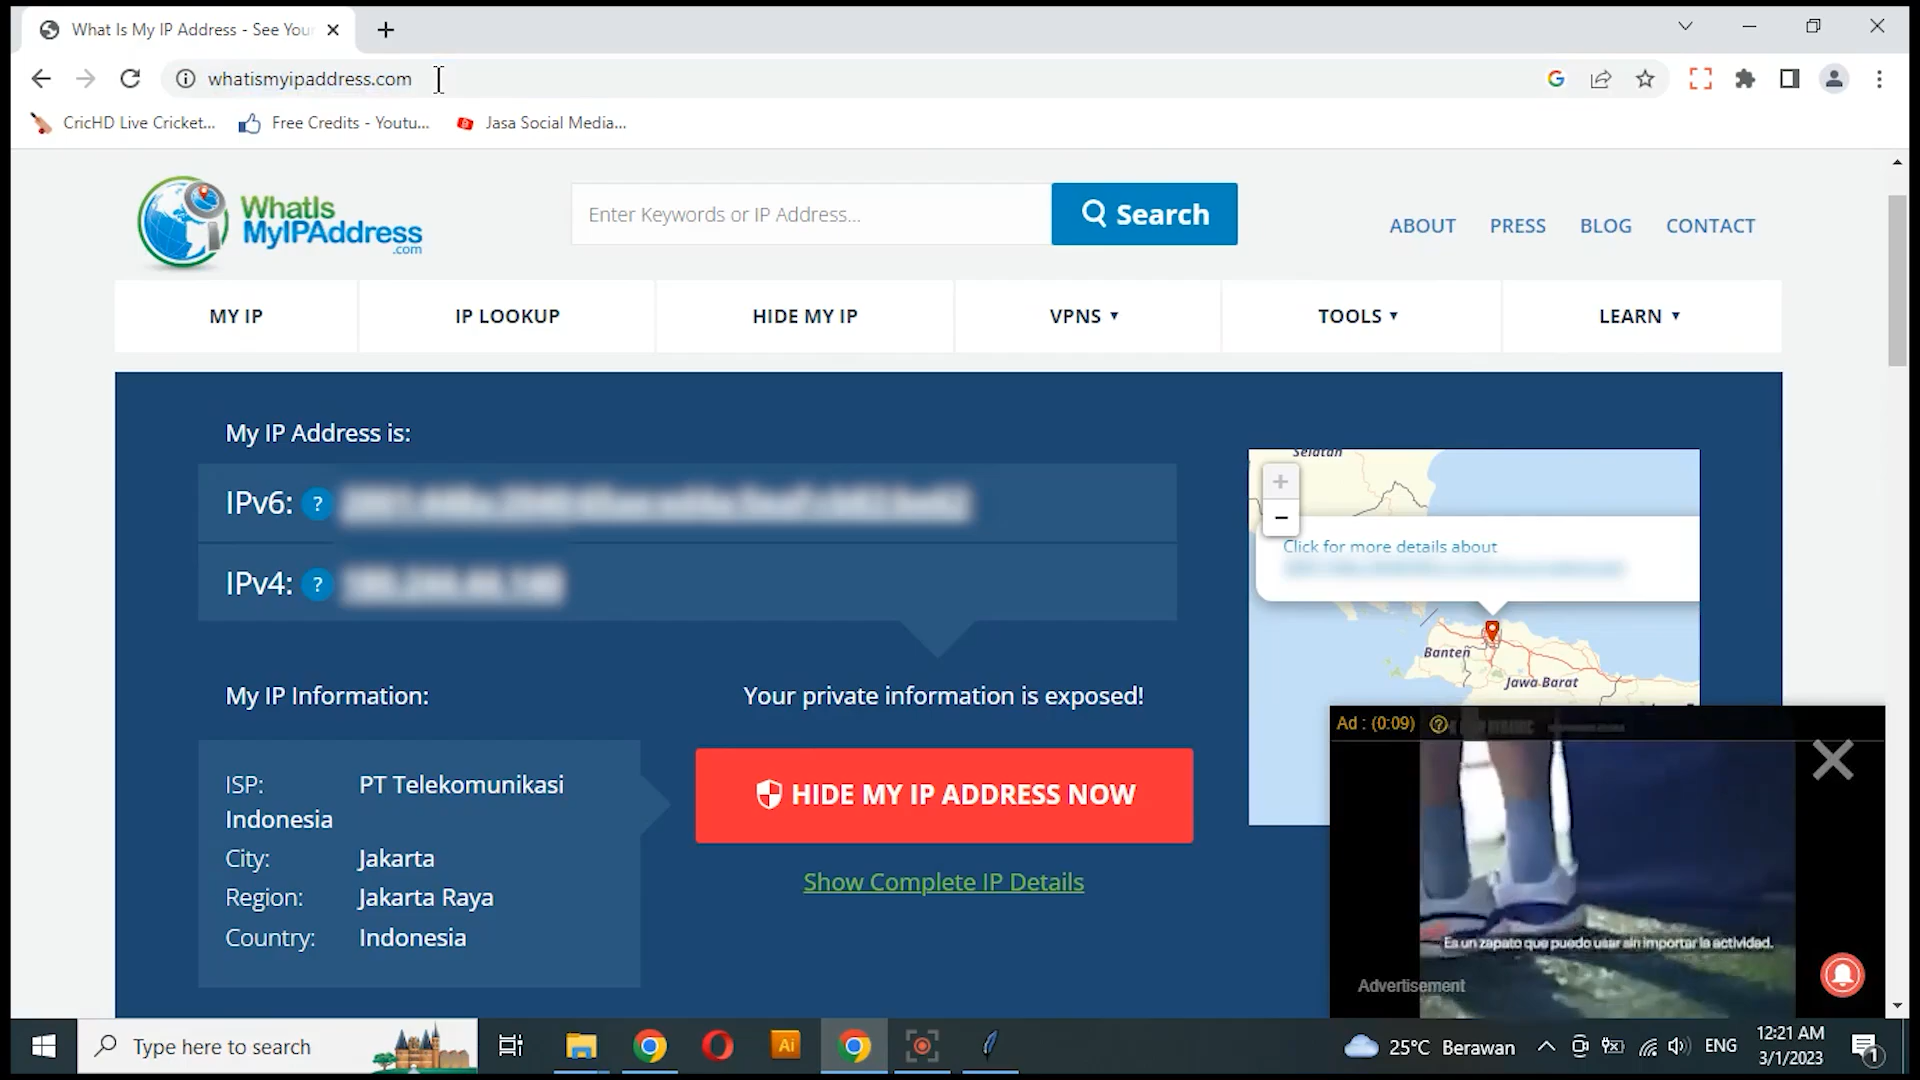 What Is My IP Address - See Your
whatismyipaddress.com
CricHD Live Cricket...
Free Credits - Youtu...
Jasa Social Media...
WhatIs
MyIPAddress
.com
Enter Keywords or IP Address...
Search
ABOUT
PRESS
BLOG
CONTACT
MY IP
IP LOOKUP
HIDE MY IP
VPNS
TOOLS
LEARN
My IP Address is:
IPv6: ?
IPv4: ?
Selatan
+
−
Click for more details about
Banten
Jawa Barat
My IP Information:
Your private information is exposed!
ISP: PT Telekomunikasi
Indonesia
City: Jakarta
Region: Jakarta Raya
Country: Indonesia
HIDE MY IP ADDRESS NOW
Show Complete IP Details
Ad : (0:09) ?
Es un zapato que puedo usar sin importar la actividad.
Advertisement
Type here to search
Ai
25°C Berawan
ENG
12:21 AM
3/1/2023
1